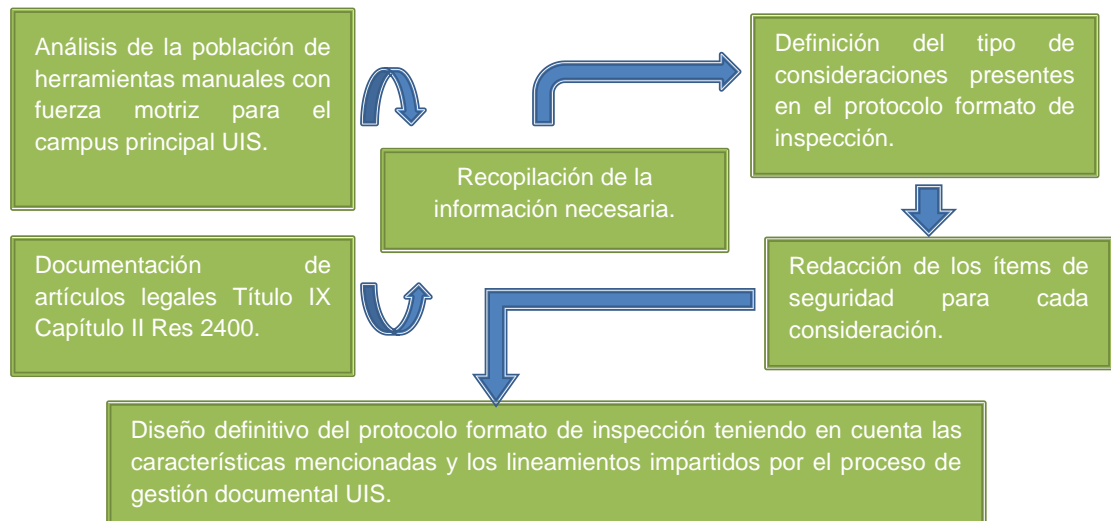 Análisis de la población de
herramientas manuales con
fuerza motriz para el
campus principal UIS.
Documentación de
artículos legales Título IX
Capítulo II Res 2400.
Recopilación de la
información necesaria.
Definición del tipo de
consideraciones presentes
en el protocolo formato de
inspección.
Redacción de los ítems de
seguridad para cada
consideración.
Diseño definitivo del protocolo formato de inspección teniendo en cuenta las
características mencionadas y los lineamientos impartidos por el proceso de
gestión documental UIS.